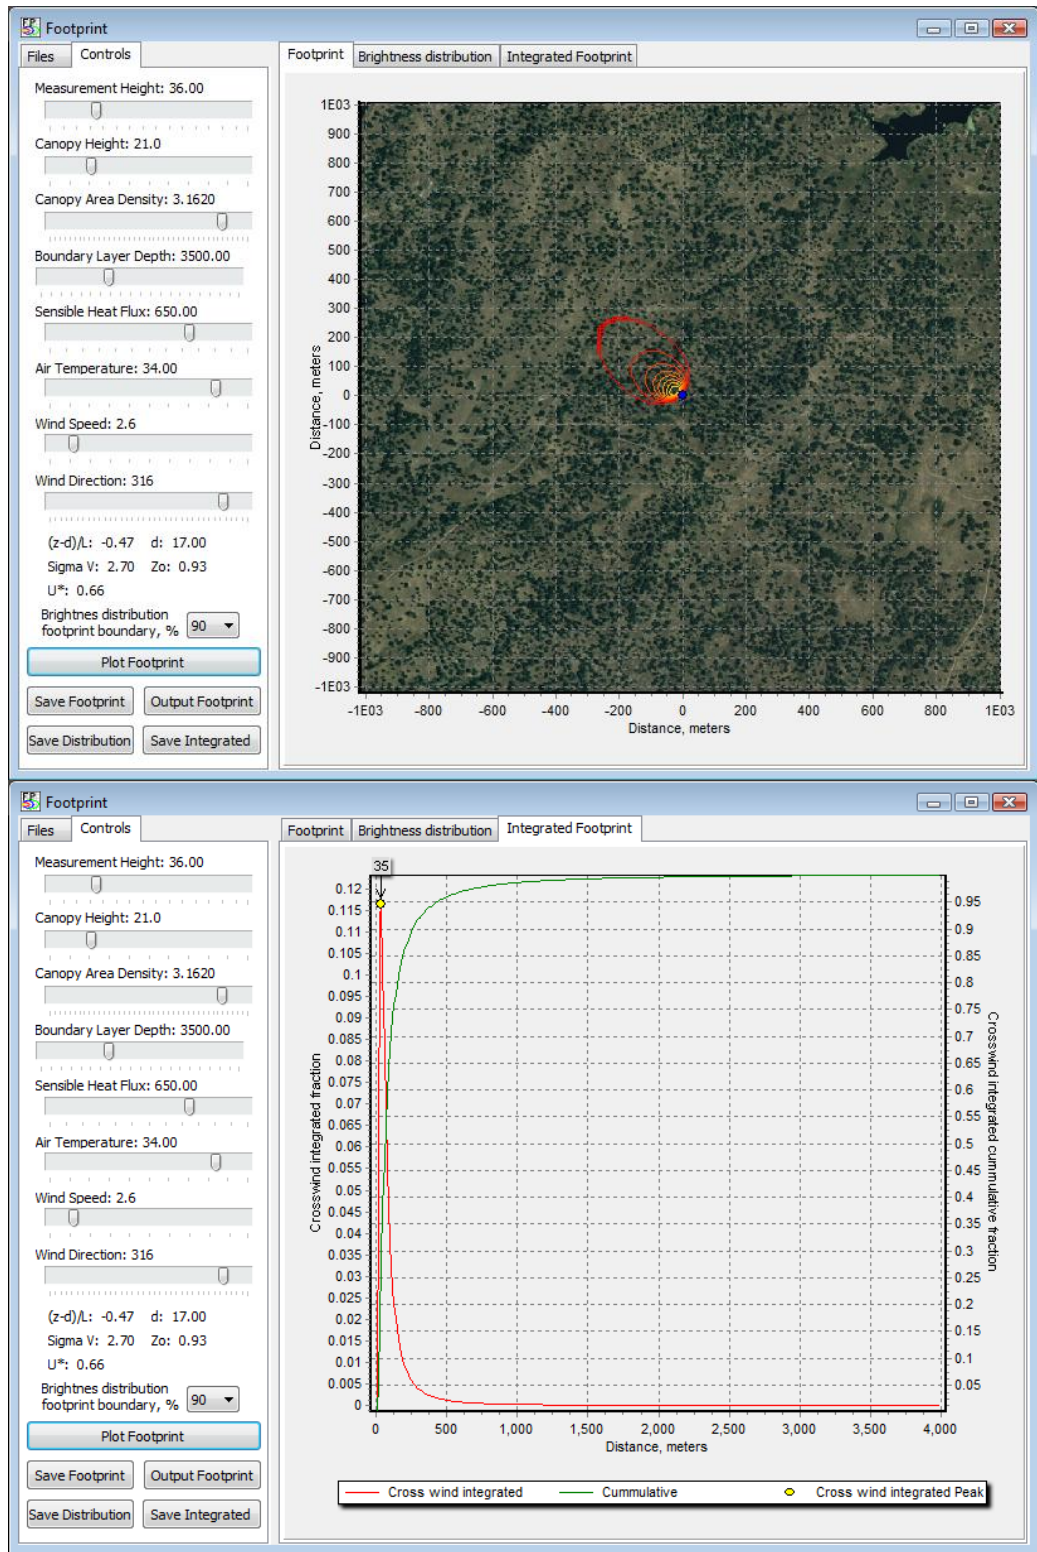 Footprint
Files Controls
Footprint Brightness distribution Integrated Footprint
Measurement Height: 36.00
Canopy Height: 21.0
Canopy Area Density: 3.1620
Boundary Layer Depth: 3500.00
Sensible Heat Flux: 650.00
Air Temperature: 34.00
Wind Speed: 2.6
Wind Direction: 316
(z-d)/L: -0.47 d: 17.00
Sigma V: 2.70 Zo: 0.93
U*: 0.66
Brightnes distribution
footprint boundary, % 90
Plot Footprint
Save Footprint Output Footprint
Save Distribution Save Integrated
1E03
900
800
700
600
500
400
300
200
100
0
-100
-200
-300
-400
-500
-600
-700
-800
-900
-1E03
Distance, meters
-1E03 -800 -600 -400 -200 0 200 400 600 800 1E03
Distance, meters
Footprint
Files Controls
Footprint Brightness distribution Integrated Footprint
Measurement Height: 36.00
Canopy Height: 21.0
Canopy Area Density: 3.1620
Boundary Layer Depth: 3500.00
Sensible Heat Flux: 650.00
Air Temperature: 34.00
Wind Speed: 2.6
Wind Direction: 316
(z-d)/L: -0.47 d: 17.00
Sigma V: 2.70 Zo: 0.93
U*: 0.66
Brightnes distribution
footprint boundary, % 90
Plot Footprint
Save Footprint Output Footprint
Save Distribution Save Integrated
35
0.12
0.115
0.11
0.105
0.1
0.095
0.09
0.085
0.08
0.075
0.07
0.065
0.06
0.055
0.05
0.045
0.04
0.035
0.03
0.025
0.02
0.015
0.01
0.005
0
Crosswind integrated fraction
0.95
0.9
0.85
0.8
0.75
0.7
0.65
0.6
0.55
0.5
0.45
0.4
0.35
0.3
0.25
0.2
0.15
0.1
0.05
Crosswind integrated cummulative fraction
0 500 1,000 1,500 2,000 2,500 3,000 3,500 4,000
Distance, meters
Cross wind integrated Cummulative Cross wind integrated Peak